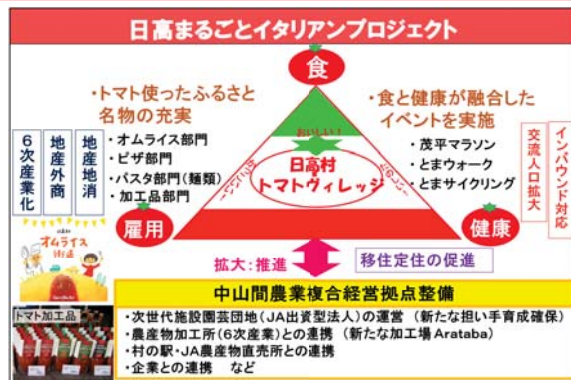 日高まるごとイタリアンプロジェクト
食
・トマト使ったふるさと
名物の充実
・オムライス部門
・ピザ部門
・パスタ部門(麺類)
・加工品部門
6次産業化
地産外商
地産地消
・食と健康が融合した
イベントを実施
・茂平マラソン
・とまウォーク
・とまサイクリング
交流人口拡大
インバウンド対応
おいしい!
日高村
トマトヴィレッジ
雇用
健康
オムライス
街道
拡大:推進
移住定住の促進
トマト加工品
中山間農業複合経営拠点整備
・次世代施設園芸団地(JA出資型法人)の運営 (新たな担い手育成確保)
・農産物加工所(6次産業)との連携 (新たな加工場Arataba)
・村の駅・JA農産物直売所との連携
・企業との連携 など